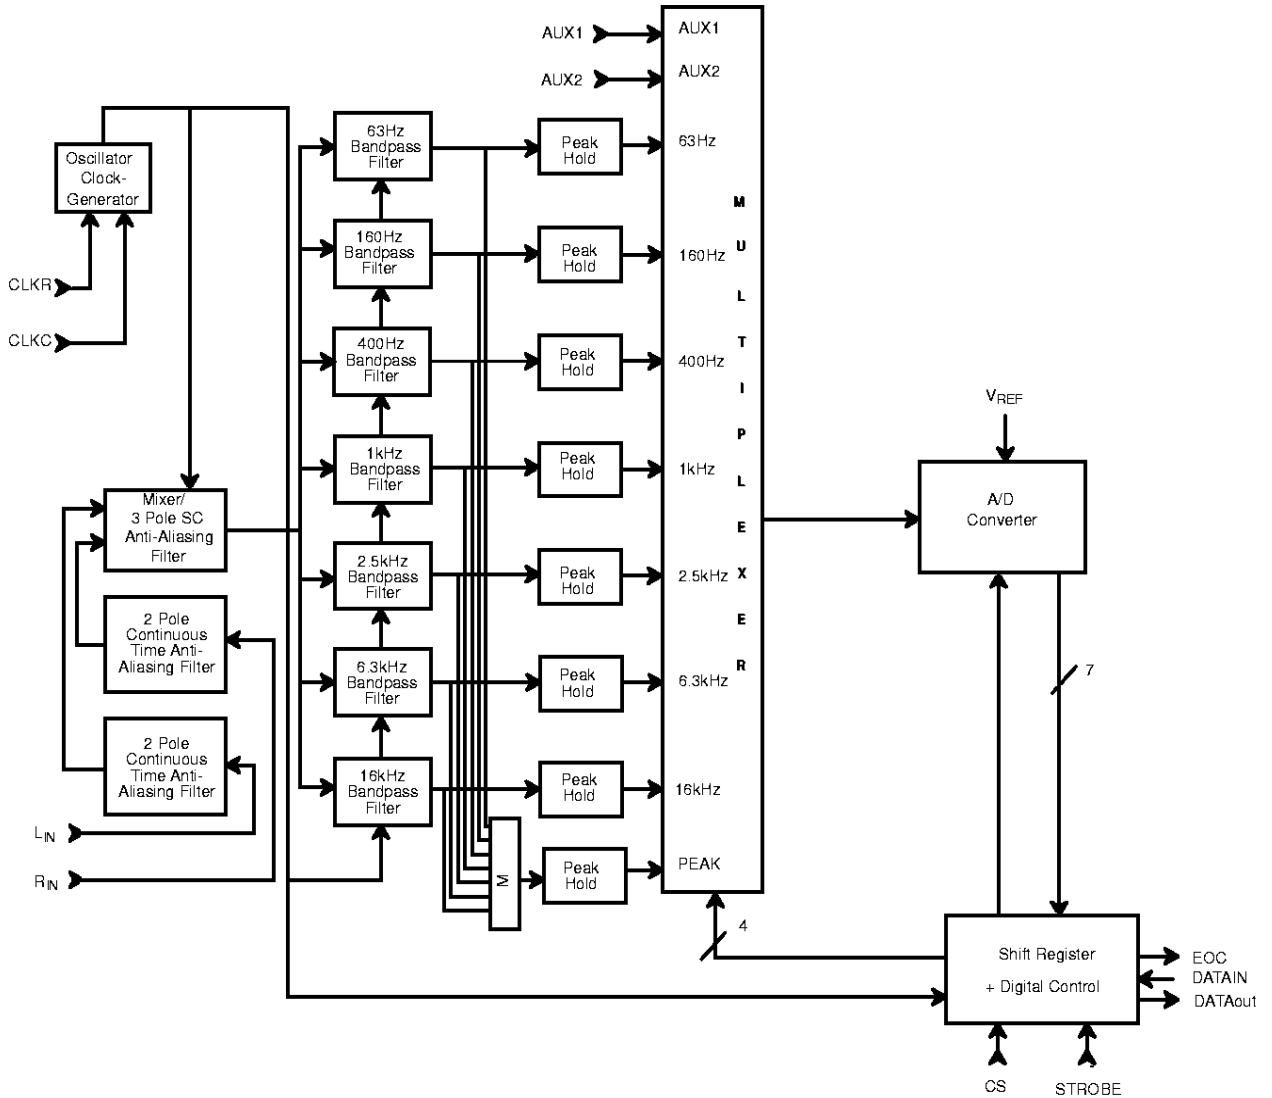 AUX1
AUX1
AUX2
AUX2
Oscillator
Clock-
Generator
CLKR
CLKC
63Hz
Bandpass
Filter
Peak
Hold
63Hz
160Hz
Bandpass
Filter
Peak
Hold
160Hz
400Hz
Bandpass
Filter
Peak
Hold
400Hz
1kHz
Bandpass
Filter
Peak
Hold
1kHz
2.5kHz
Bandpass
Filter
Peak
Hold
2.5kHz
6.3kHz
Bandpass
Filter
Peak
Hold
6.3kHz
16kHz
Bandpass
Filter
Peak
Hold
16kHz
M
Peak
Hold
PEAK
MULTIPLEXER
Mixer/
3 Pole SC
Anti-Aliasing
Filter
2 Pole
Continuous
Time Anti-
Aliasing Filter
2 Pole
Continuous
Time Anti-
Aliasing Filter
LIN
RIN
VREF
A/D
Converter
7
4
Shift Register
+ Digital Control
EOC
DATAIN
DATAout
CS
STROBE